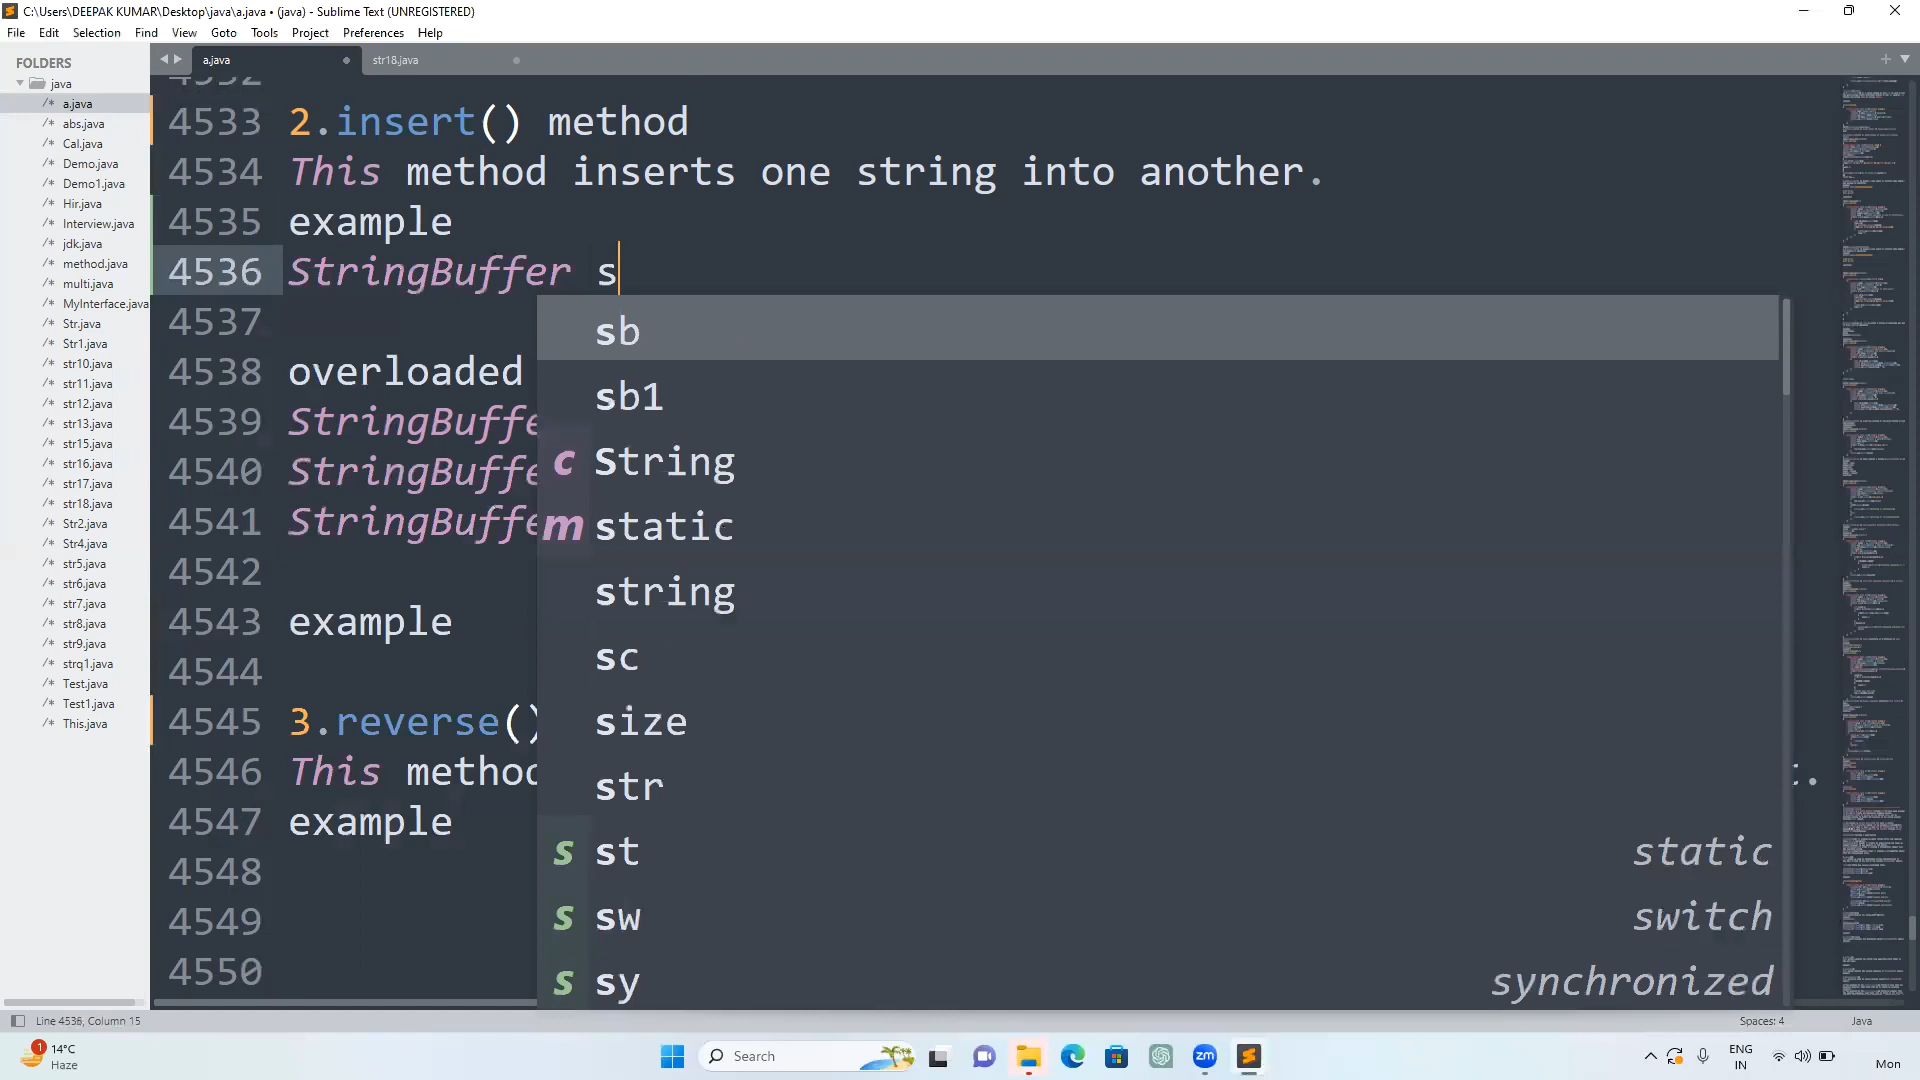 C:\Users\DEEPAK KUMAR\Desktop\java\a.java • (java) - Sublime Text (UNREGISTERED)
File Edit Selection Find View Goto Tools Project Preferences Help
FOLDERS
java
/* a.java
/* abs.java
/* Cal.java
/* Demo.java
/* Demo1.java
/* Hir.java
/* Interview.java
/* jdk.java
/* method.java
/* multi.java
/* MyInterface.java
/* Str.java
/* Str1.java
/* str10.java
/* str11.java
/* str12.java
/* str13.java
/* str15.java
/* str16.java
/* str17.java
/* str18.java
/* Str2.java
/* Str4.java
/* str5.java
/* str6.java
/* str7.java
/* str8.java
/* str9.java
/* strq1.java
/* Test.java
/* Test1.java
/* This.java
a.java str18.java
4532
4533 2.insert() method
4534 This method inserts one string into another.
4535 example
4536 StringBuffer s
4537
4538 overloaded
4539 StringBuffe
4540 StringBuffe
4541 StringBuffe
4542
4543 example
4544
4545 3.reverse()
4546 This method
4547 example
4548
4549
4550
sb
sb1
c String
m static
string
sc
size
str
s st static
s sw switch
s sy synchronized
Line 4536, Column 15 Spaces: 4 Java
1
14°C
Haze
Search
zm
ENG
IN
Mon